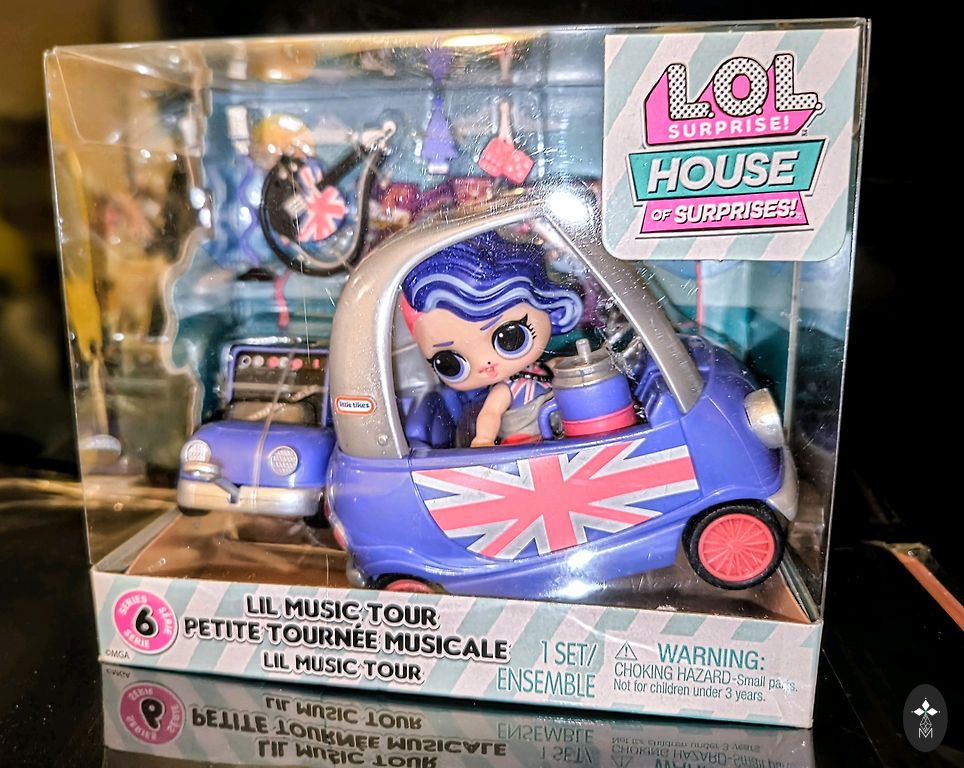 L.O.L.
SURPRISE!
HOUSE
OF SURPRISES!
little tikes
SERIES
6
SÉRIE
SERIE
©MGA
LIL MUSIC TOUR
PETITE TOURNÉE MUSICALE
LIL MUSIC TOUR
1 SET/
ENSEMBLE
WARNING:
CHOKING HAZARD-Small parts.
Not for children under 3 years.
M